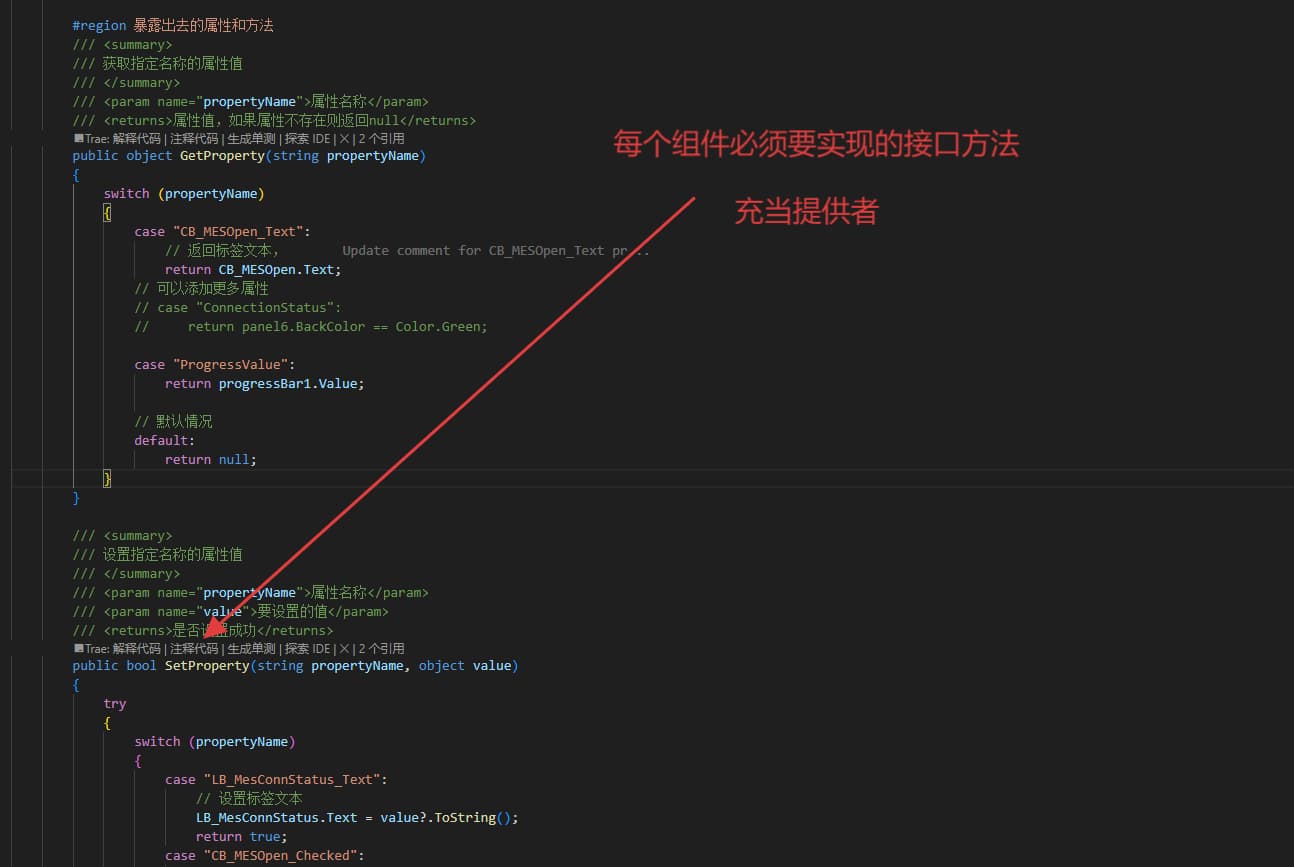 #region 暴露出去的属性和方法
/// <summary>
/// 获取指定名称的属性值
/// </summary>
/// <param name="propertyName">属性名称</param>
/// <returns>属性值，如果属性不存在则返回null</returns>
Trae: 解释代码 | 注释代码 | 生成单测 | 探索 IDE | × | 2 个引用
每个组件必须要实现的接口方法
public object GetProperty(string propertyName)
{
switch (propertyName)
充当提供者
{
case "CB_MESOpen_Text":
// 返回标签文本， Update comment for CB_MESOpen_Text pr...
return CB_MESOpen.Text;
// 可以添加更多属性
// case "ConnectionStatus":
// return panel6.BackColor == Color.Green;
case "ProgressValue":
return progressBar1.Value;
// 默认情况
default:
return null;
}
}
/// <summary>
/// 设置指定名称的属性值
/// </summary>
/// <param name="propertyName">属性名称</param>
/// <param name="value">要设置的值</param>
/// <returns>是否设置成功</returns>
Trae: 解释代码 | 注释代码 | 生成单测 | 探索 IDE | × | 2 个引用
public bool SetProperty(string propertyName, object value)
{
try
{
switch (propertyName)
{
case "LB_MesConnStatus_Text":
// 设置标签文本
LB_MesConnStatus.Text = value?.ToString();
return true;
case "CB_MESOpen_Checked":